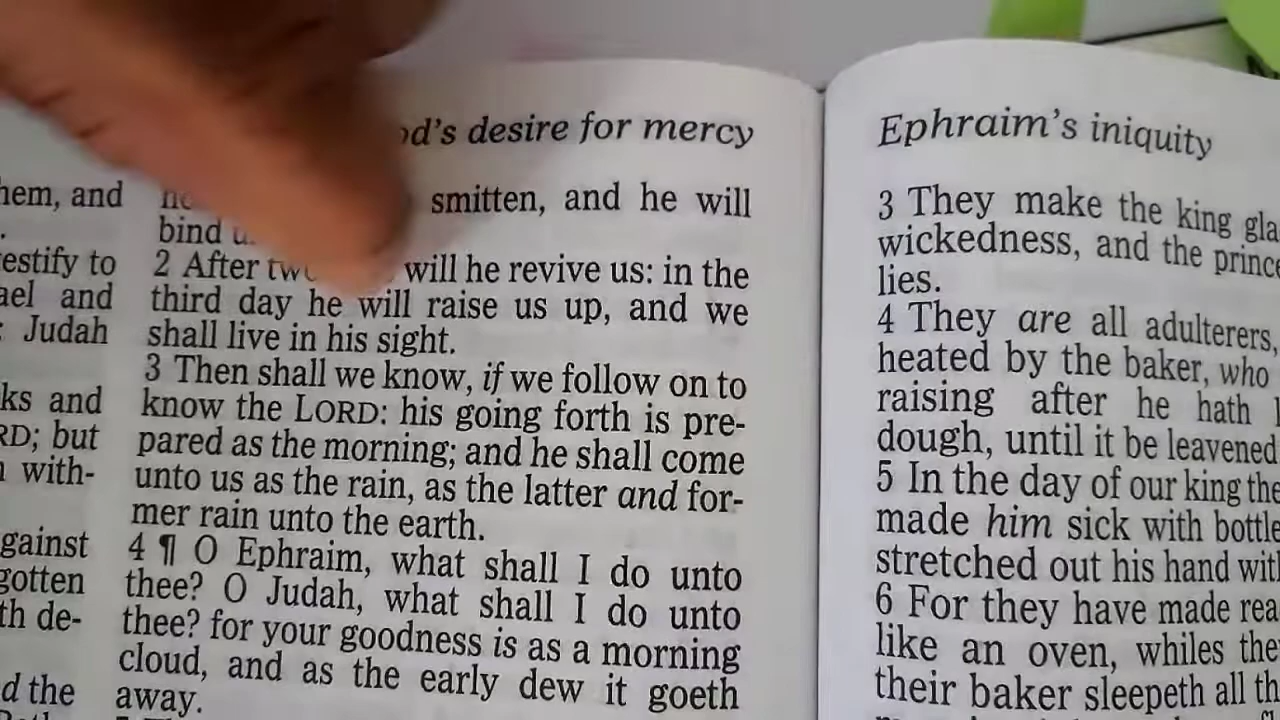 od's desire for mercy
hem, and
estify to
ael and
Judah
ks and
RD; but
with-
gainst
gotten
th de-
d the
smitten, and he will
bind
2 After will he revive us: in the
third day he will raise us up, and we
shall live in his sight.
3 Then shall we know, if we follow on to
know the LORD: his going forth is pre-
pared as the morning; and he shall come
unto us as the rain, as the latter and for-
mer rain unto the earth.
4 ¶ O Ephraim, what shall I do unto
thee? O Judah, what shall I do unto
thee? for your goodness is as a morning
cloud, and as the early dew it goeth
away.
Ephraim's iniquity
3 They make the king gla
wickedness, and the prince
lies.
4 They are all adulterers,
heated by the baker, who
raising after he hath
dough, until it be leavened
5 In the day of our king the
made him sick with bottle
stretched out his hand wit
6 For they have made rea
like an oven, whiles the
their baker sleepeth all th